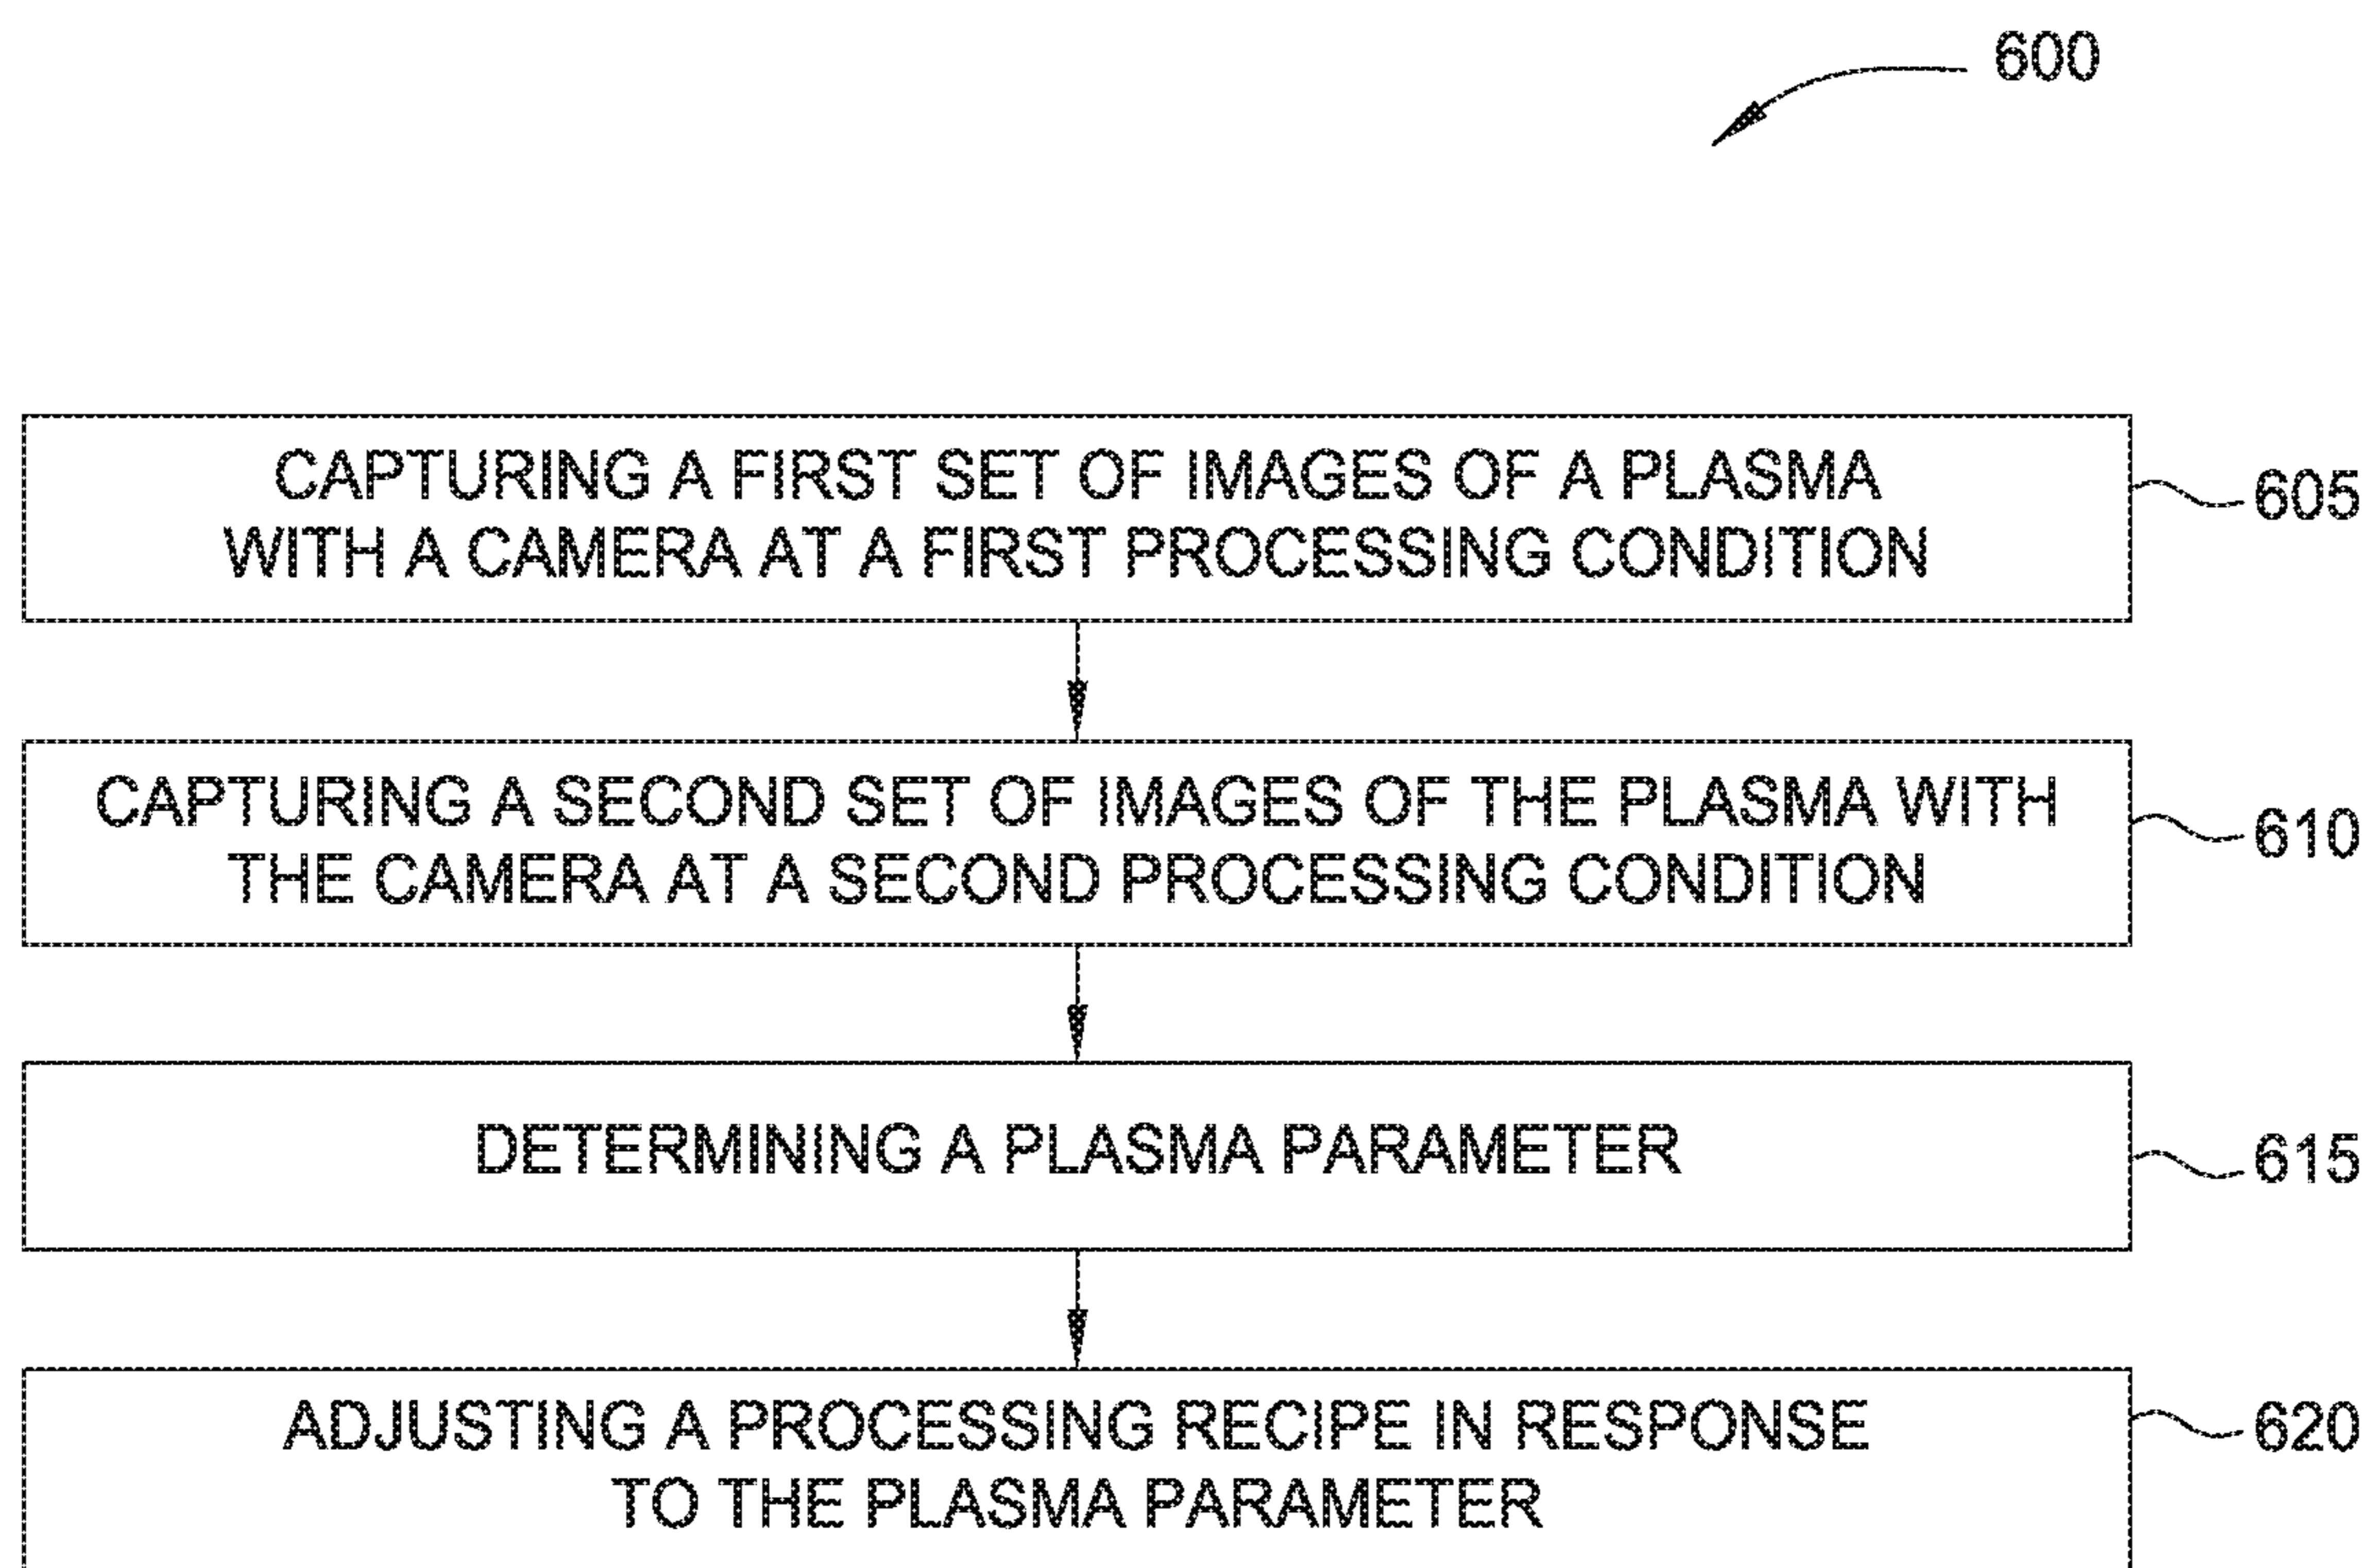 600
CAPTURING A FIRST SET OF IMAGES OF A PLASMA
WITH A CAMERA AT A FIRST PROCESSING CONDITION
605
CAPTURING A SECOND SET OF IMAGES OF THE PLASMA WITH
THE CAMERA AT A SECOND PROCESSING CONDITION
610
DETERMINING A PLASMA PARAMETER
615
ADJUSTING A PROCESSING RECIPE IN RESPONSE
TO THE PLASMA PARAMETER
620